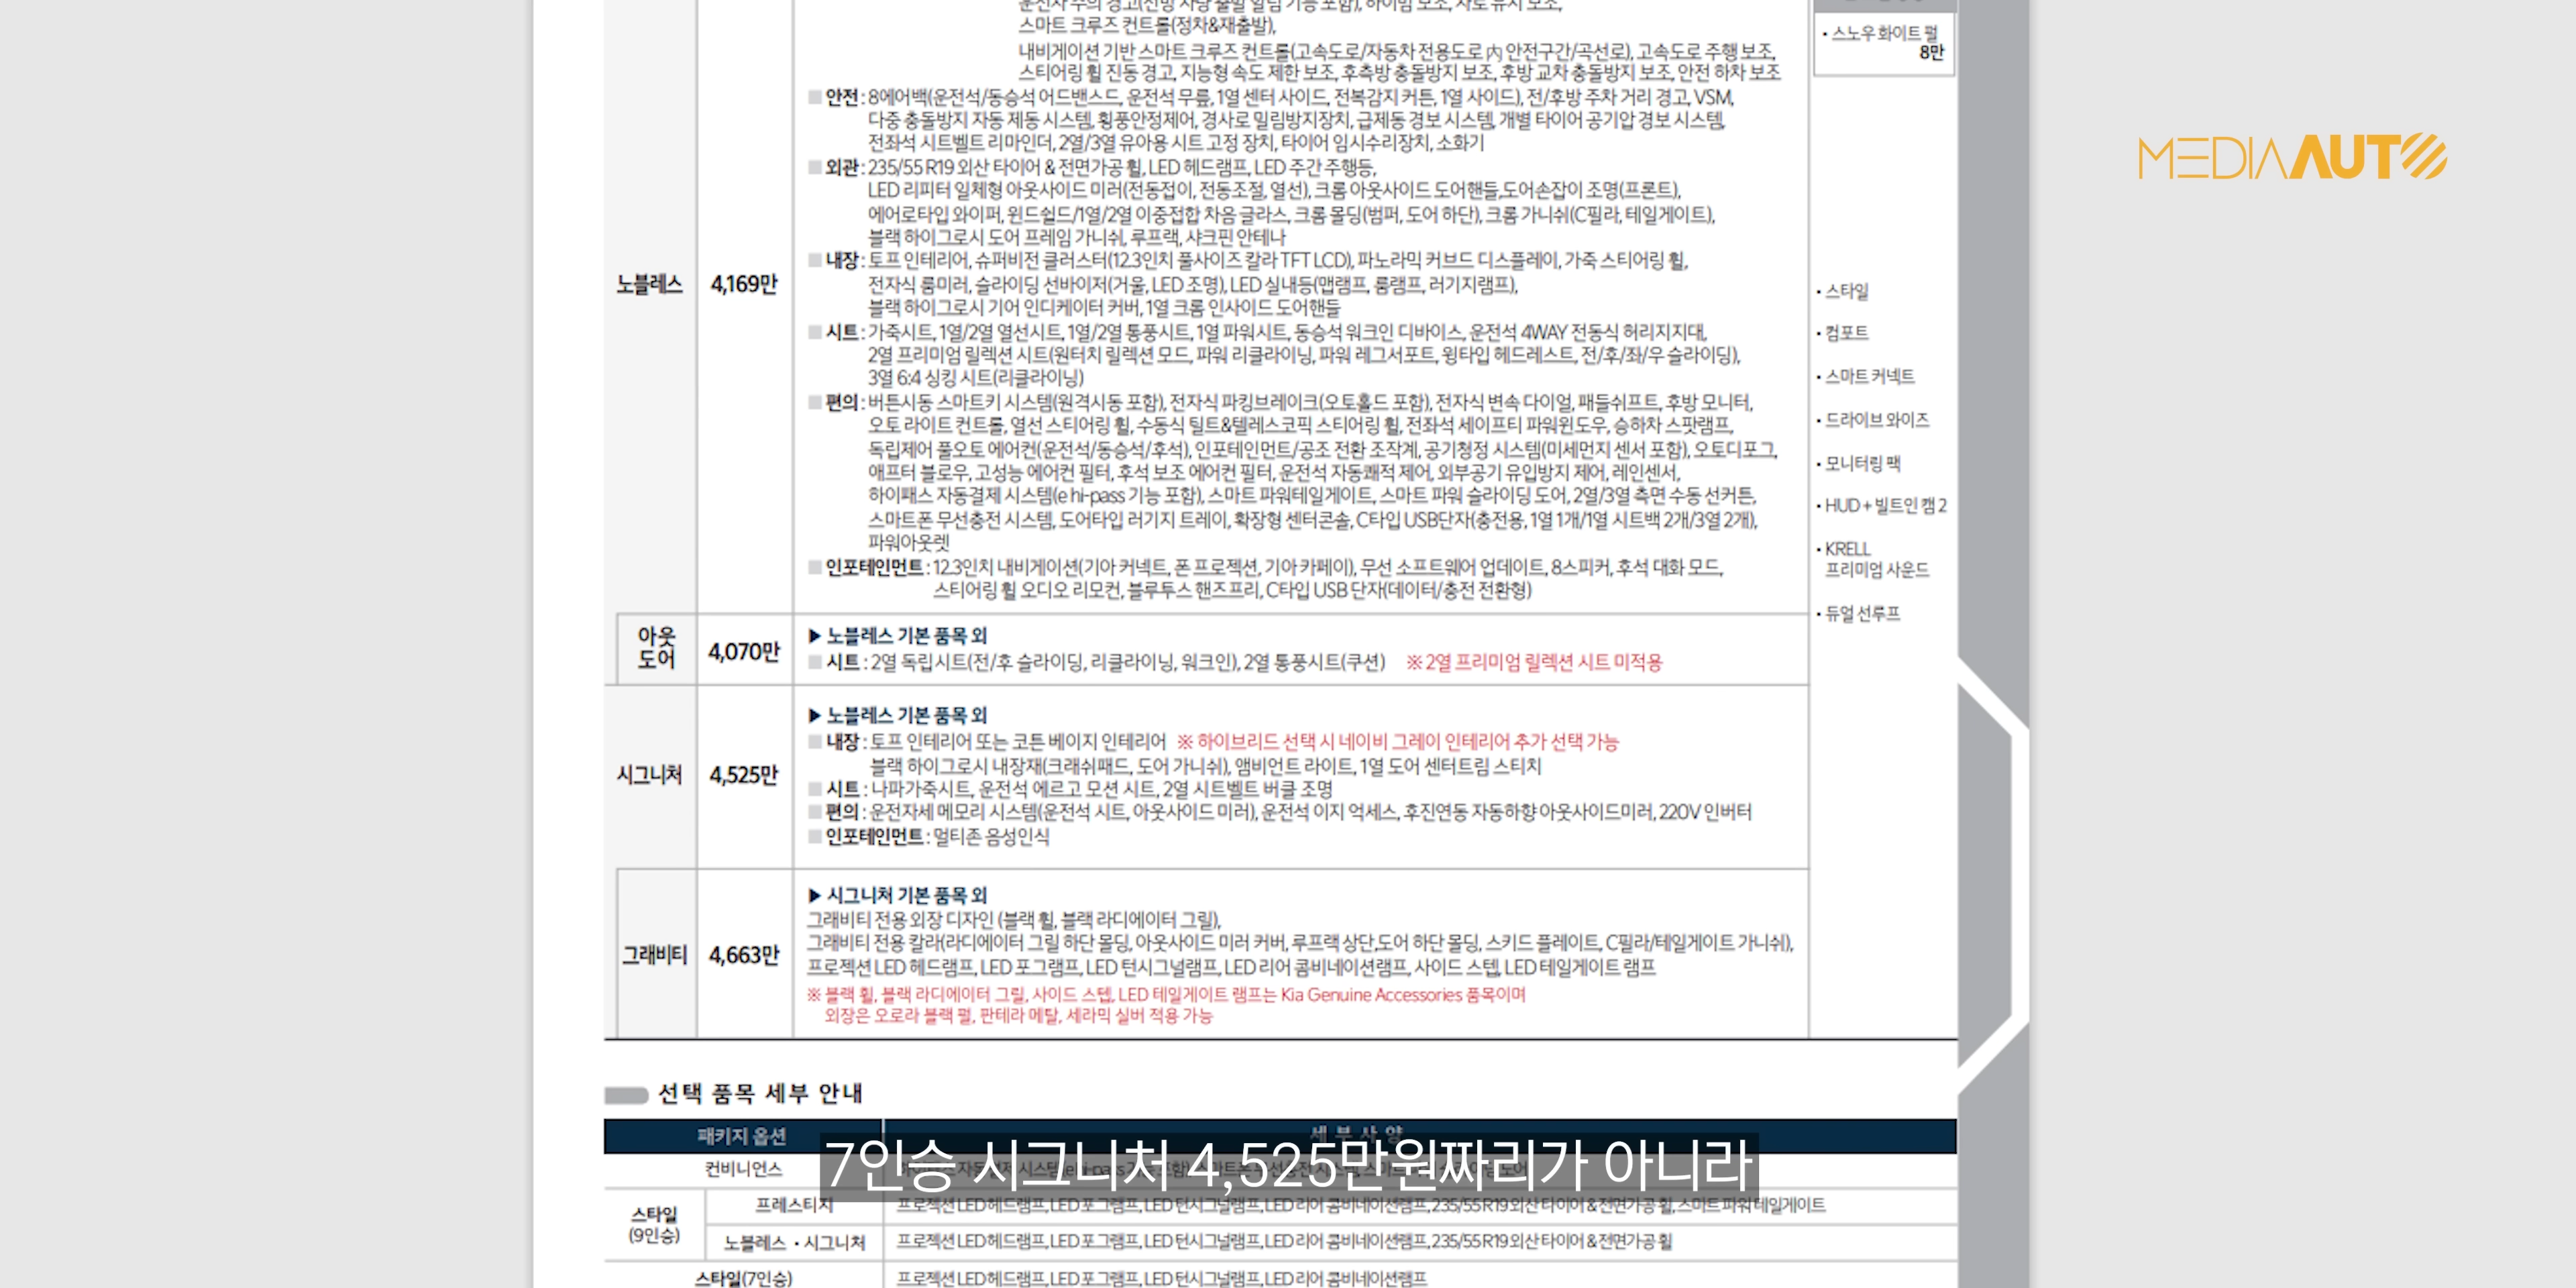 스마트 크루즈 컨트롤(정차&재출발),
내비게이션 기반 스마트 크루즈 컨트롤(고속도로/자동차 전용도로 內 안전구간/곡선로), 고속도로 주행 보조,
스티어링 휠 진동 경고, 지능형 속도 제한 보조, 후측방 충돌방지 보조, 후방 교차 충돌방지 보조, 안전 하차 보조
• 스노우 화이트 펄
8만
MEDIA AUTO
안전 : 8에어백(운전석/동승석 어드밴스드, 운전석 무릎, 1열 센터 사이드, 전복감지 커튼, 1열 사이드), 전/후방 주차 거리 경고, VSM,
다중 충돌방지 자동 제동 시스템, 횡풍안정제어, 경사로 밀림방지장치, 급제동 경보 시스템, 개별 타이어 공기압 경보 시스템,
전좌석 시트벨트 리마인더, 2열/3열 유아용 시트 고정 장치, 타이어 임시수리장치, 소화기
외관 : 235/55 R19 외산 타이어 & 전면가공 휠, LED 헤드램프, LED 주간 주행등,
LED 리피터 일체형 아웃사이드 미러(전동접이, 전동조절, 열선), 크롬 아웃사이드 도어핸들,도어손잡이 조명(프론트),
에어로타입 와이퍼, 윈드쉴드/1열/2열 이중접합 차음 글라스, 크롬 몰딩(범퍼, 도어 하단), 크롬 가니쉬(C필라, 테일게이트),
블랙 하이그로시 도어 프레임 가니쉬, 루프랙, 샤크핀 안테나
노블레스
4,169만
내장 : 토프 인테리어, 슈퍼비전 클러스터(12.3인치 풀사이즈 칼라 TFT LCD), 파노라믹 커브드 디스플레이, 가죽 스티어링 휠,
전자식 룸미러, 슬라이딩 선바이저(거울, LED 조명), LED 실내등(맵램프, 룸램프, 러기지램프),
블랙 하이그로시 기어 인디케이터 커버, 1열 크롬 인사이드 도어핸들
시트 : 가죽시트, 1열/2열 열선시트, 1열/2열 통풍시트, 1열 파워시트, 동승석 워크인 디바이스, 운전석 4WAY 전동식 허리지지대,
2열 프리미엄 릴렉션 시트(원터치 릴렉션 모드, 파워 리클라이닝, 파워 레그서포트, 윙타입 헤드레스트, 전/후/좌/우 슬라이딩),
3열 6:4 싱킹 시트(리클라이닝)
편의 : 버튼시동 스마트키 시스템(원격시동 포함), 전자식 파킹브레이크(오토홀드 포함), 전자식 변속 다이얼, 패들쉬프트, 후방 모니터,
오토 라이트 컨트롤, 열선 스티어링 휠, 수동식 틸트&텔레스코픽 스티어링 휠, 전좌석 세이프티 파워윈도우, 승하차 스팟램프,
독립제어 풀오토 에어컨(운전석/동승석/후석), 인포테인먼트/공조 전환 조작계, 공기청정 시스템(미세먼지 센서 포함), 오토디포그,
애프터 블로우, 고성능 에어컨 필터, 후석 보조 에어컨 필터, 운전석 자동쾌적 제어, 외부공기 유입방지 제어, 레인센서,
하이패스 자동결제 시스템(e hi-pass 기능 포함), 스마트 파워테일게이트, 스마트 파워 슬라이딩 도어, 2열/3열 측면 수동 선커튼,
스마트폰 무선충전 시스템, 도어타입 러기지 트레이, 확장형 센터콘솔, C타입 USB단자(충전용, 1열 1개/1열 시트백 2개/3열 2개),
파워아웃렛
인포테인먼트 : 12.3인치 내비게이션(기아 커넥트, 폰 프로젝션, 기아 카페이), 무선 소프트웨어 업데이트, 8스피커, 후석 대화 모드,
스티어링 휠 오디오 리모컨, 블루투스 핸즈프리, C타입 USB 단자(데이터/충전 전환형)
• 스타일
• 컴포트
• 스마트 커넥트
• 드라이브 와이즈
• 모니터링 팩
• HUD + 빌트인 캠 2
• KRELL
프리미엄 사운드
• 듀얼 선루프
아웃
도어
4,070만
▶ 노블레스 기본 품목 외
시트 : 2열 독립시트(전/후 슬라이딩, 리클라이닝, 워크인), 2열 통풍시트(쿠션) ※ 2열 프리미엄 릴렉션 시트 미적용
시그니처
4,525만
▶ 노블레스 기본 품목 외
내장 : 토프 인테리어 또는 코튼 베이지 인테리어 ※ 하이브리드 선택 시 네이비 그레이 인테리어 추가 선택 가능
블랙 하이그로시 내장재(크래쉬패드, 도어 가니쉬), 앰비언트 라이트, 1열 도어 센터트림 스티치
시트 : 나파가죽시트, 운전석 에르고 모션 시트, 2열 시트벨트 버클 조명
편의 : 운전자세 메모리 시스템(운전석 시트, 아웃사이드 미러), 운전석 이지 억세스, 후진연동 자동하향 아웃사이드미러, 220V 인버터
인포테인먼트 : 멀티존 음성인식
그래비티
4,663만
▶ 시그니처 기본 품목 외
그래비티 전용 외장 디자인 (블랙 휠, 블랙 라디에이터 그릴),
그래비티 전용 칼라(라디에이터 그릴 하단 몰딩, 아웃사이드 미러 커버, 루프랙 상단,도어 하단 몰딩, 스키드 플레이트, C필라/테일게이트 가니쉬),
프로젝션 LED 헤드램프, LED 포그램프, LED 턴시그널램프, LED 리어 콤비네이션램프, 사이드 스텝, LED 테일게이트 램프
※ 블랙 휠, 블랙 라디에이터 그릴, 사이드 스텝, LED 테일게이트 램프는 Kia Genuine Accessories 품목이며
외장은 오로라 블랙 펄, 판테라 메탈, 세라믹 실버 적용 가능
선택 품목 세부 안내
패키지 옵션
세 부 사 양
컨비니언스
7인승 시그니처 4,525만원짜리가 아니라
스타일
(9인승)
프레스티지
프로젝션 LED 헤드램프, LED 포그램프, LED 턴시그널램프, LED 리어 콤비네이션램프, 235/55 R19 외산 타이어 & 전면가공 휠, 스마트 파워 테일게이트
노블레스 • 시그니처
프로젝션 LED 헤드램프, LED 포그램프, LED 턴시그널램프, LED 리어 콤비네이션램프, 235/55 R19 외산 타이어 & 전면가공 휠
스타일(7인승)
프로젝션 LED 헤드램프, LED 포그램프, LED 턴시그널램프, LED 리어 콤비네이션램프